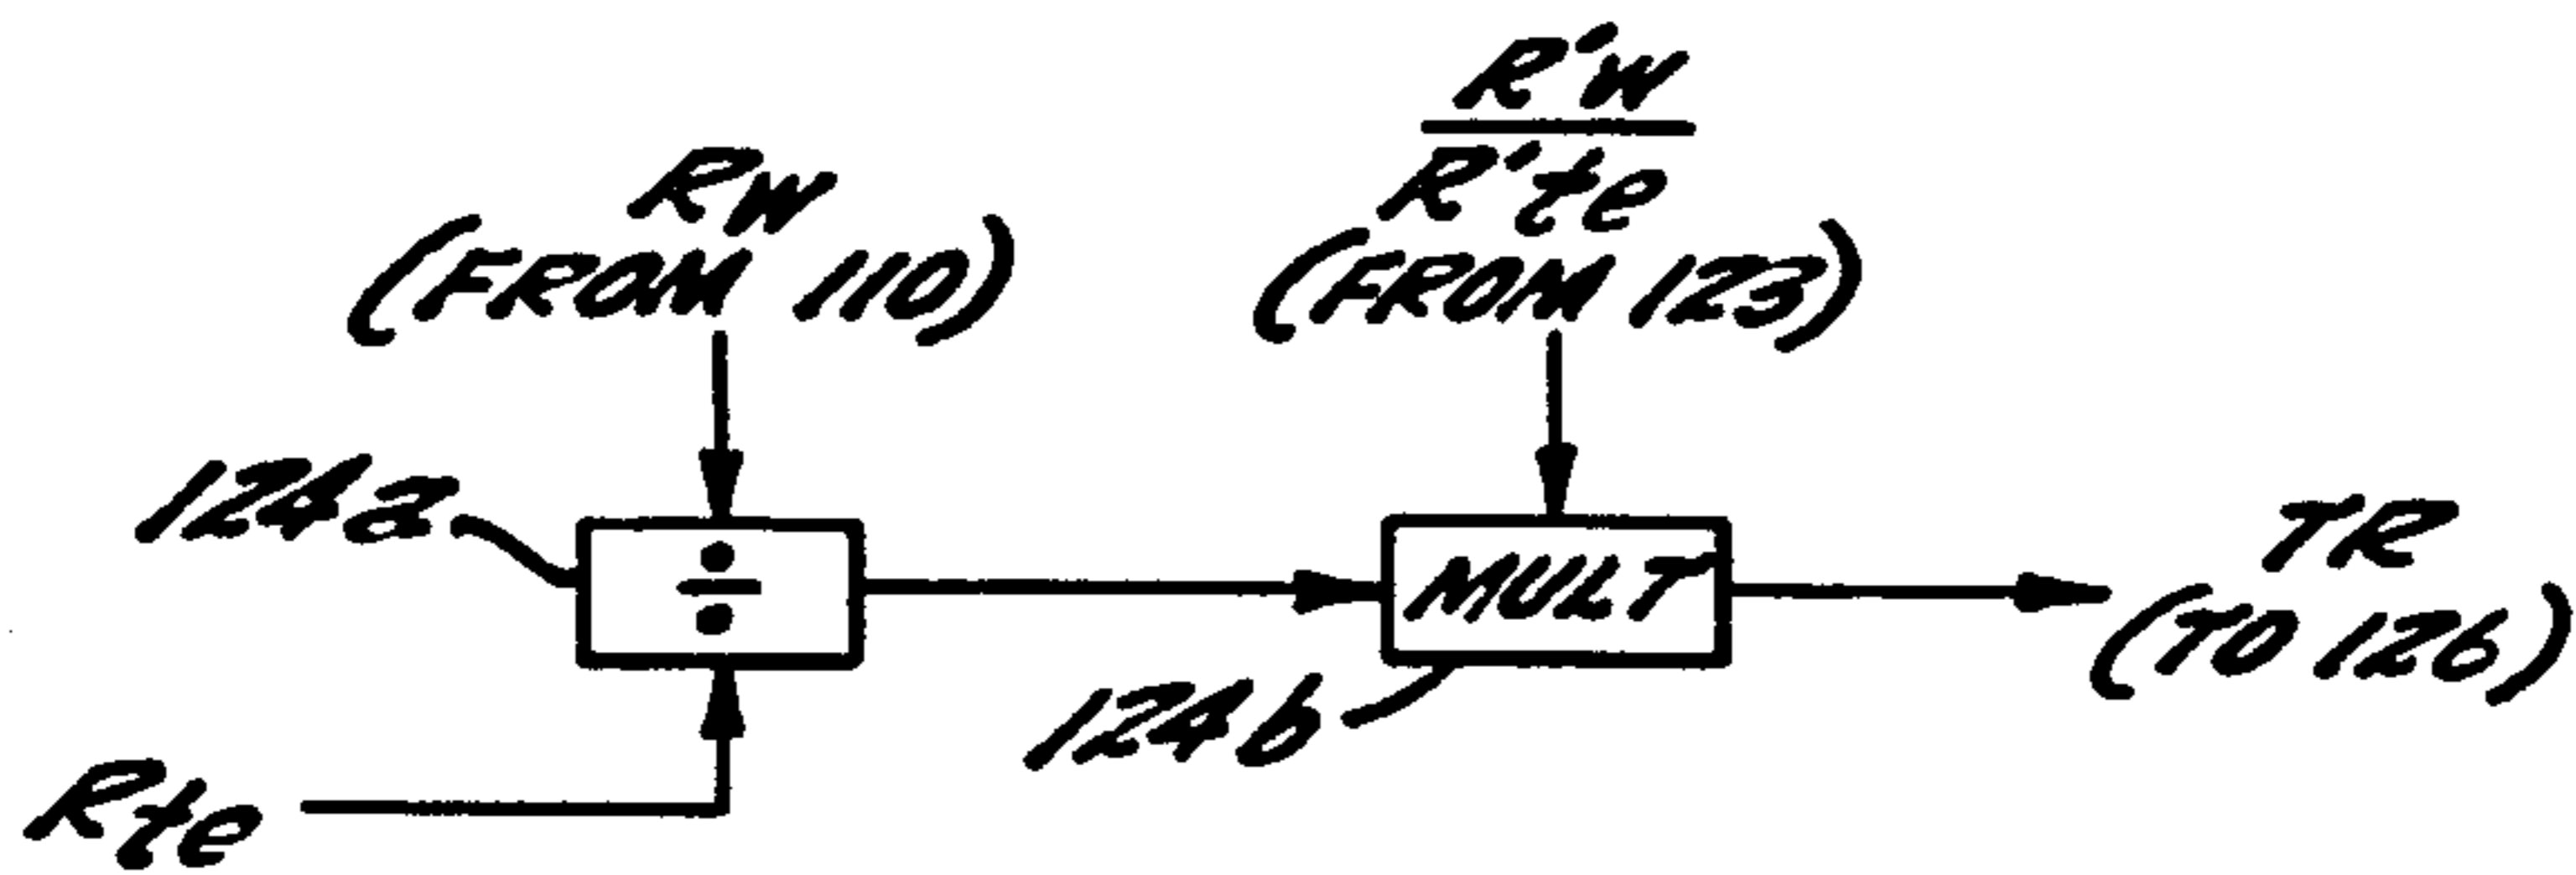 R'w
R'te
(FROM 123)
Rw
(FROM 110)
124a
÷
MULT
TR
(TO 126)
124b
Rte